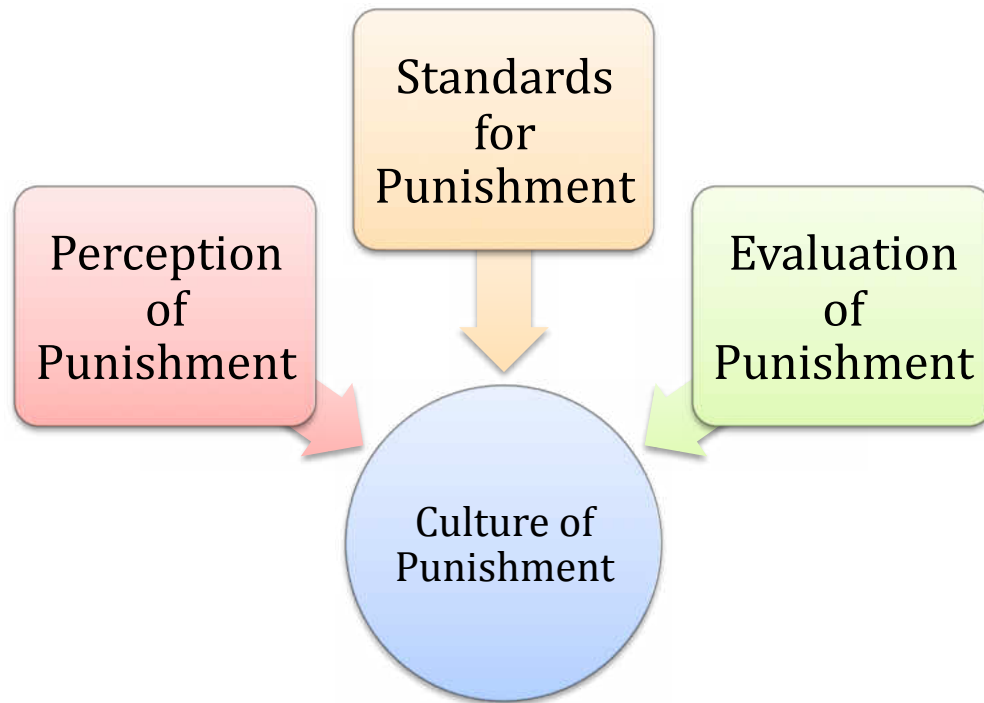 Standards
for
Punishment
Perception
of
Punishment
Evaluation
of
Punishment
Culture of
Punishment